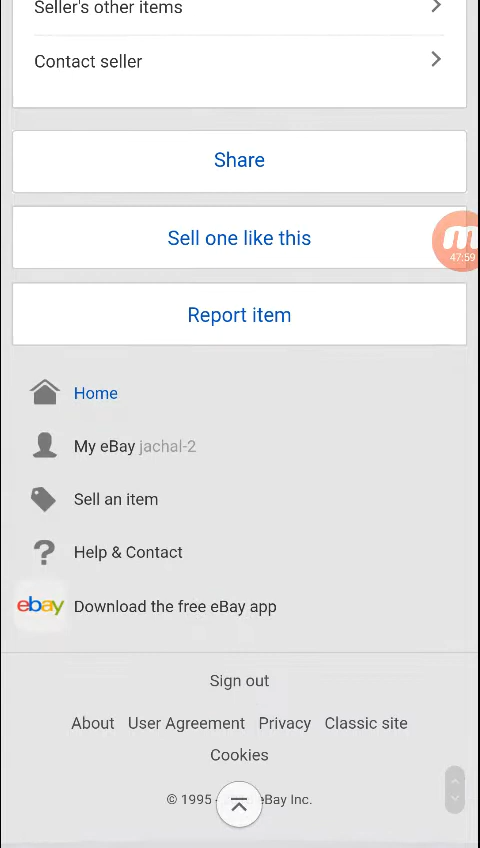 Seller's other items
Contact seller
Share
Sell one like this
47:59
Report item
Home
My eBay jachal-2
Sell an item
Help & Contact
ebay Download the free eBay app
Sign out
About User Agreement Privacy Classic site
Cookies
© 1995 - eBay Inc.